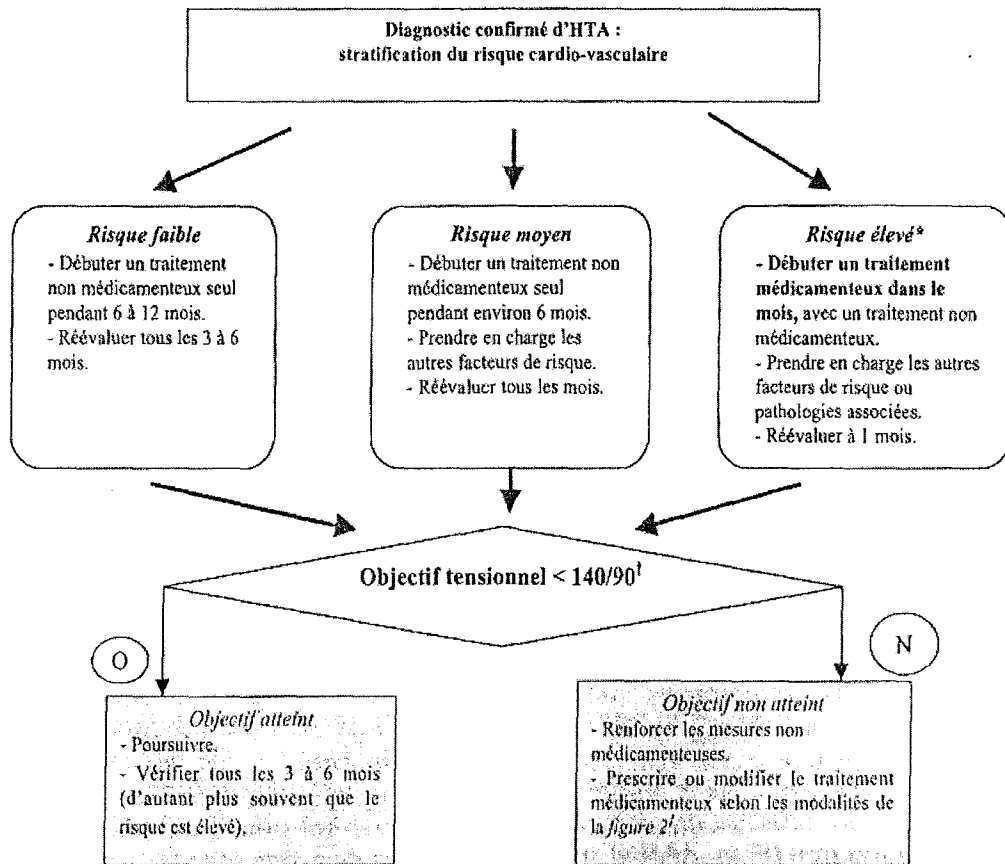 Diagnostic confirmé d'HTA :
stratification du risque cardio-vasculaire
Risque faible
- Débuter un traitement
non médicamenteux seul
pendant 6 à 12 mois.
- Réévaluer tous les 3 à 6
mois.
Risque moyen
- Débuter un traitement non
médicamenteux seul
pendant environ 6 mois.
- Prendre en charge les
autres facteurs de risque.
- Réévaluer tous les mois.
Risque élevé*
- Débuter un traitement
médicamenteux dans le
mois, avec un traitement non
médicamenteux.
- Prendre en charge les autres
facteurs de risque ou
pathologies associées.
- Réévaluer à 1 mois.
Objectif tensionnel < 140/90†
O
N
Objectif atteint
- Poursuivre.
- Vérifier tous les 3 à 6 mois
(d'autant plus souvent que le
risque est élevé).
Objectif non atteint
- Renforcer les mesures non
médicamenteuses.
- Prescrire ou modifier le traitement
médicamenteux selon les modalités de
la figure 2